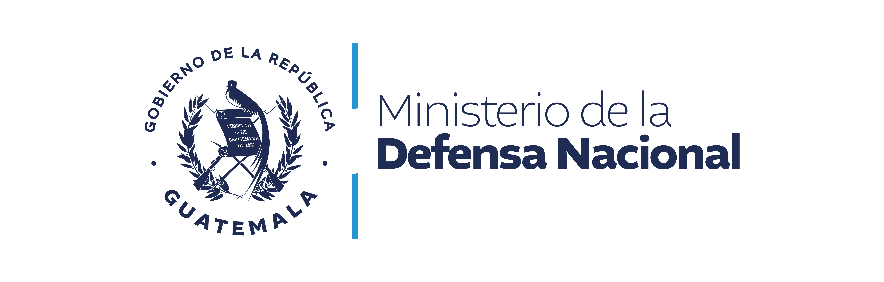 GOBIERNO DE LA REPÚBLICA
GUATEMALA
Ministerio de la
Defensa Nacional